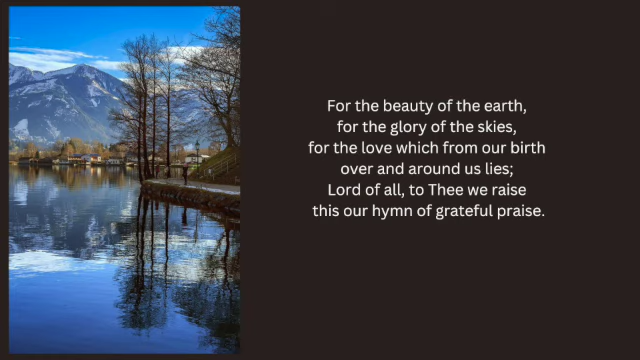 For the beauty of the earth,
for the glory of the skies,
for the love which from our birth
over and around us lies;
Lord of all, to Thee we raise
this our hymn of grateful praise.